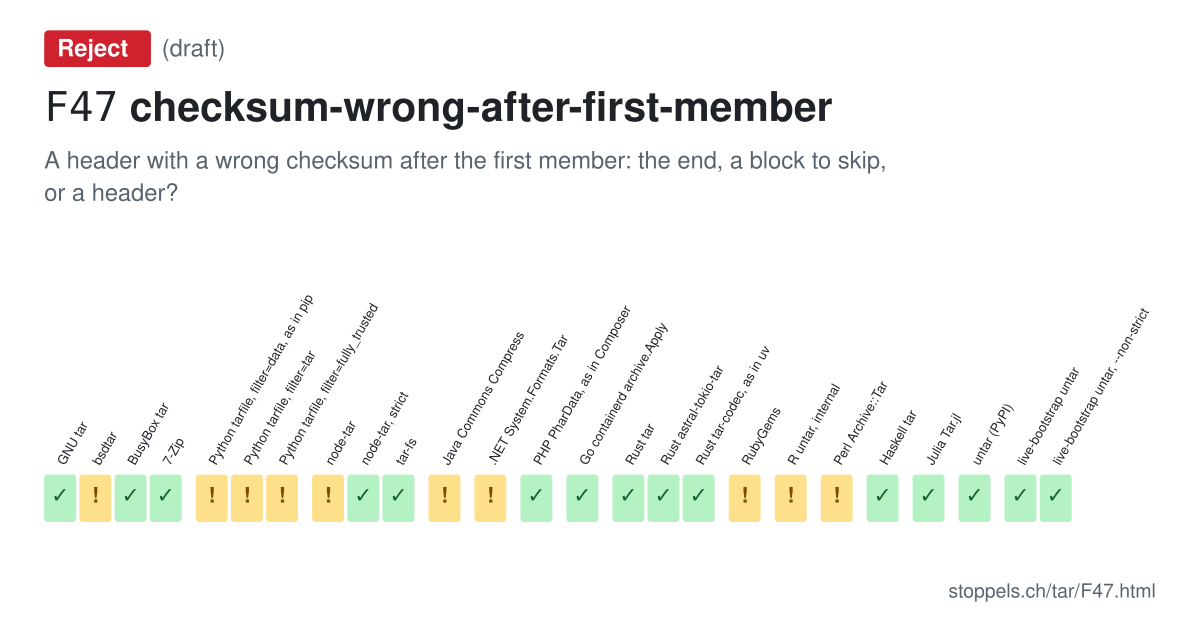 Reject (draft)
F47 checksum-wrong-after-first-member
A header with a wrong checksum after the first member: the end, a block to skip,
or a header?
GNU tar
bsdtar
BusyBox tar
7-Zip
Python tarfile, filter=data, as in pip
Python tarfile, filter=tar
Python tarfile, filter=fully_trusted
node-tar
node-tar, strict
tar-fs
Java Commons Compress
.NET System.Formats.Tar
PHP PharData, as in Composer
Go containerd archive.Apply
Rust tar
Rust astral-tokio-tar
Rust tar-codec, as in uv
RubyGems
R untar, internal
Perl Archive::Tar
Haskell tar
Julia Tar.jl
untar (PyPI)
live-bootstrap untar
live-bootstrap untar, --non-strict
✓ ! ✓ ✓ ! ! ! ! ✓ ✓ ! ! ✓ ✓ ✓ ✓ ✓ ! ! ! ✓ ✓ ✓ ✓ ✓
stoppels.ch/tar/F47.html